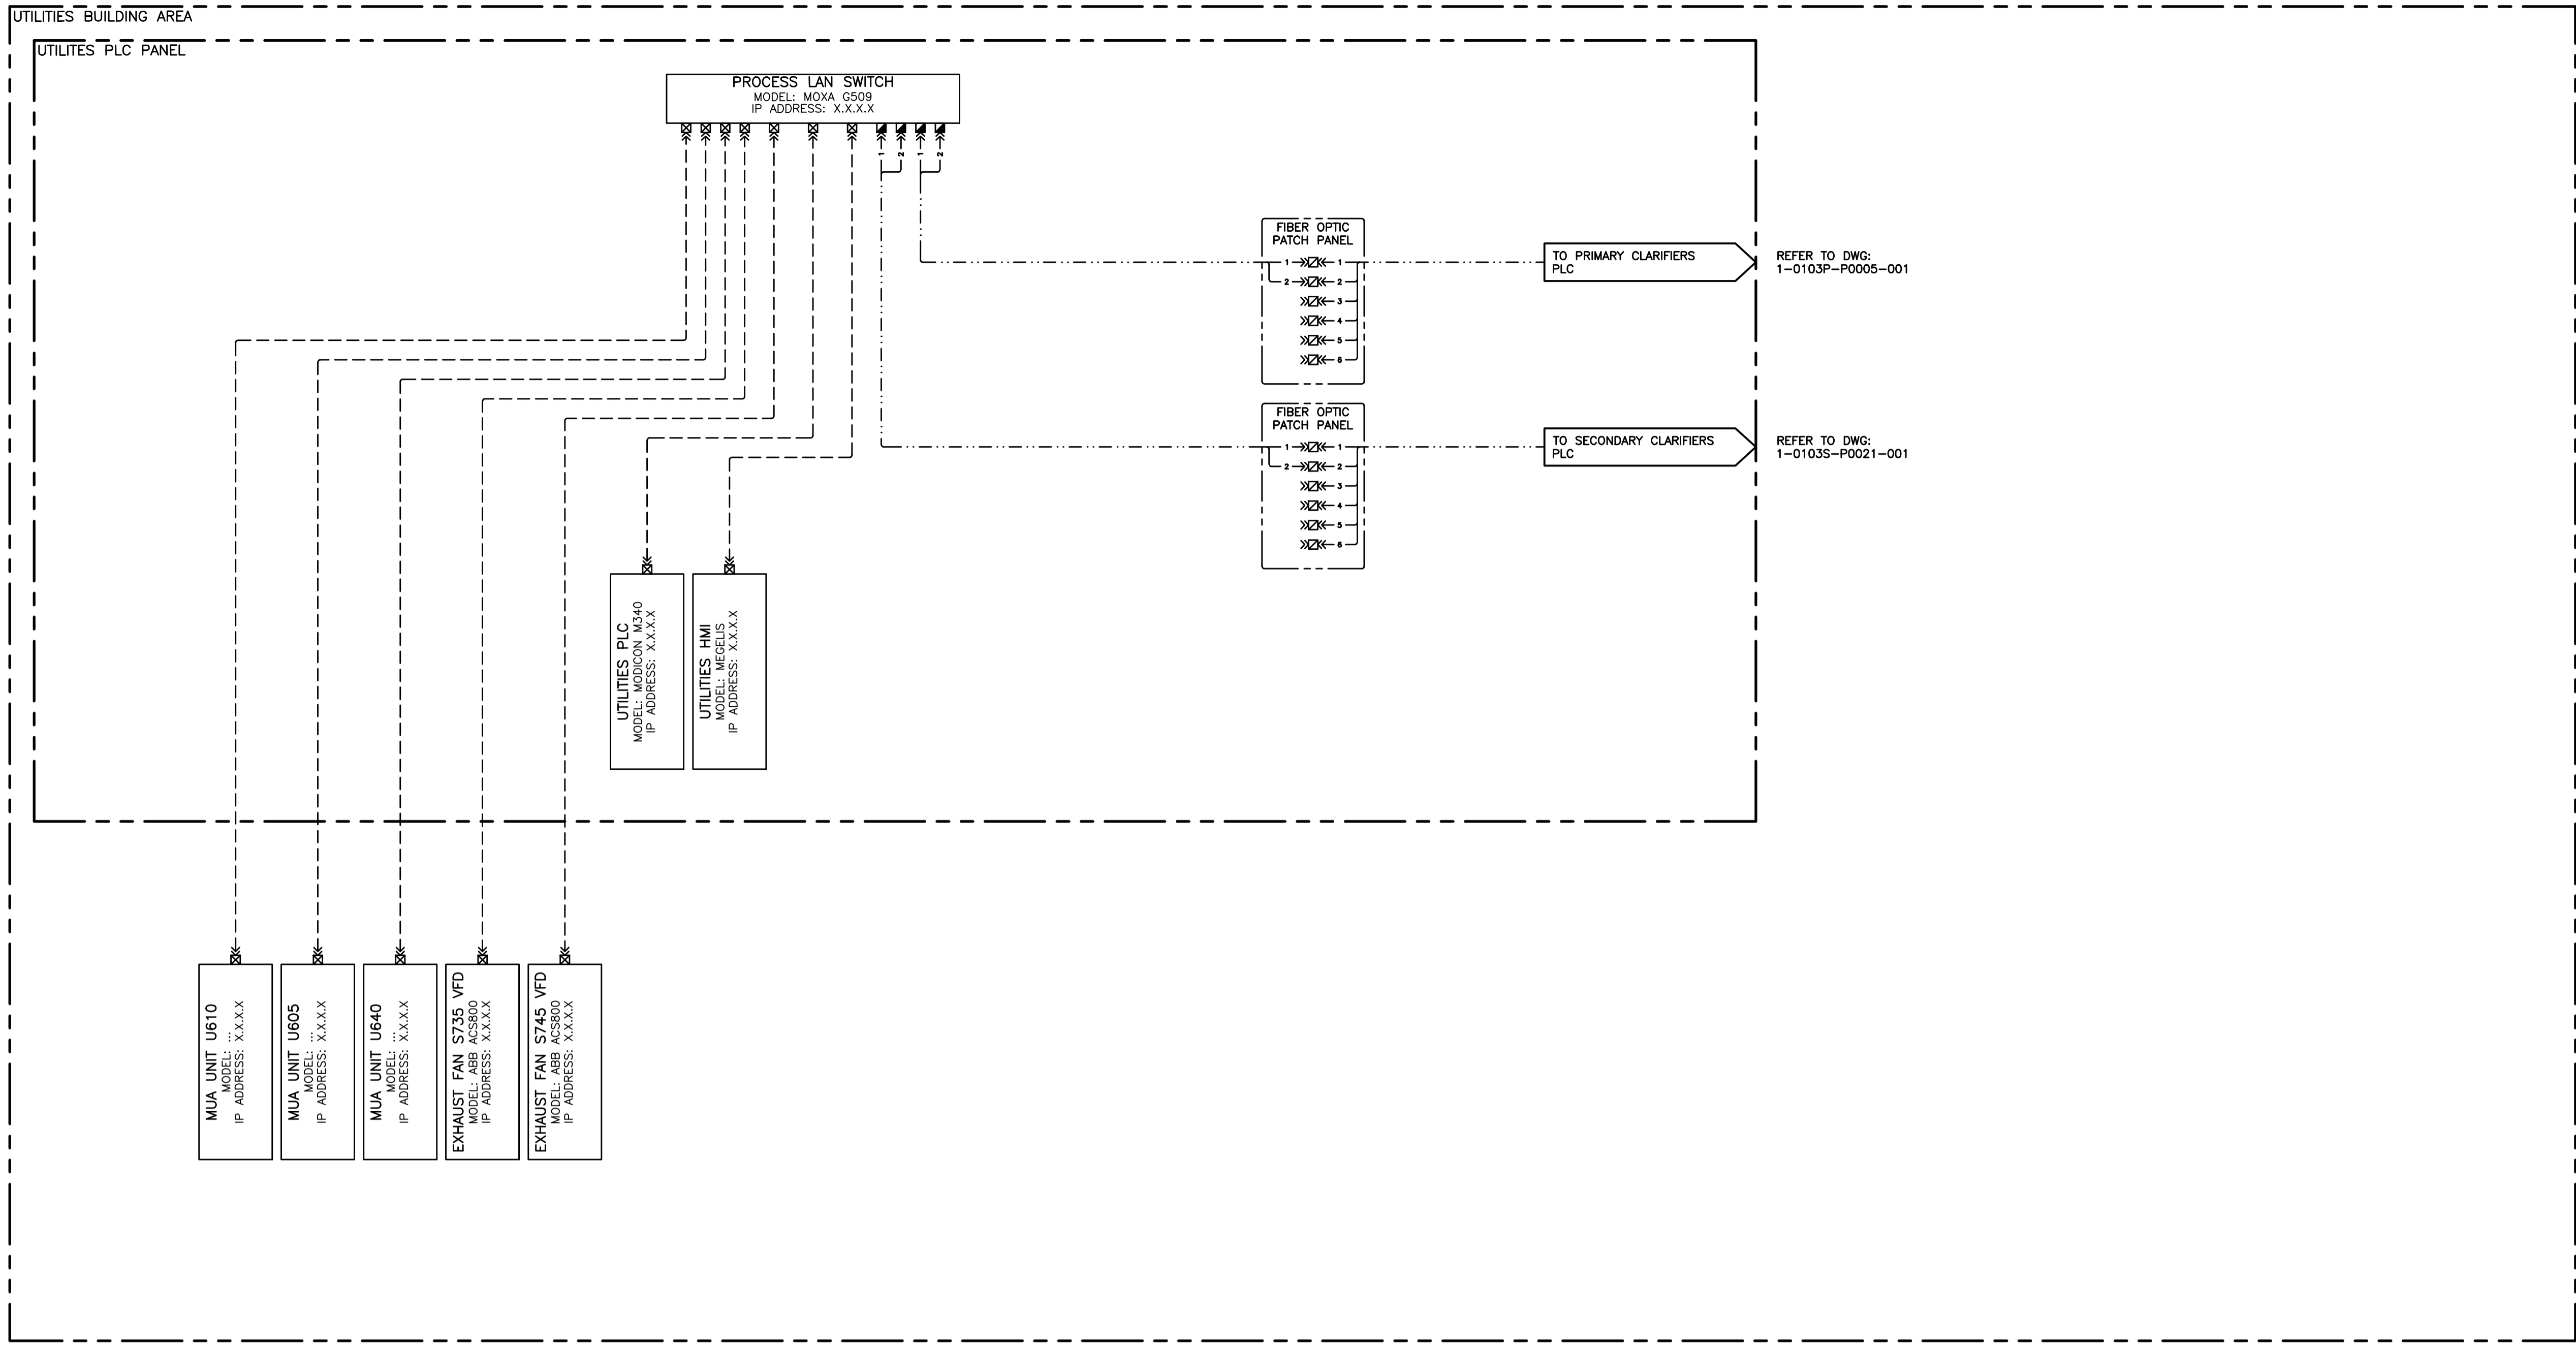 UTILITIES BUILDING AREA
UTILITES PLC PANEL
PROCESS LAN SWITCH
MODEL: MOXA G509
IP ADDRESS: X.X.X.X
1
2
1
2
FIBER OPTIC
PATCH PANEL
1 1
2 2
3
4
5
6
TO PRIMARY CLARIFIERS
PLC
REFER TO DWG:
1-0103P-P0005-001
FIBER OPTIC
PATCH PANEL
1 1
2 2
3
4
5
6
TO SECONDARY CLARIFIERS
PLC
REFER TO DWG:
1-0103S-P0021-001
UTILITIES PLC
MODEL: MODICON M340
IP ADDRESS: X.X.X.X
UTILITIES HMI
MODEL: MEGELIS
IP ADDRESS: X.X.X.X
MUA UNIT U610
MODEL: ...
IP ADDRESS: X.X.X.X
MUA UNIT U605
MODEL: ...
IP ADDRESS: X.X.X.X
MUA UNIT U640
MODEL: ...
IP ADDRESS: X.X.X.X
EXHAUST FAN S735 VFD
MODEL: ABB ACS800
IP ADDRESS: X.X.X.X
EXHAUST FAN S745 VFD
MODEL: ABB ACS800
IP ADDRESS: X.X.X.X